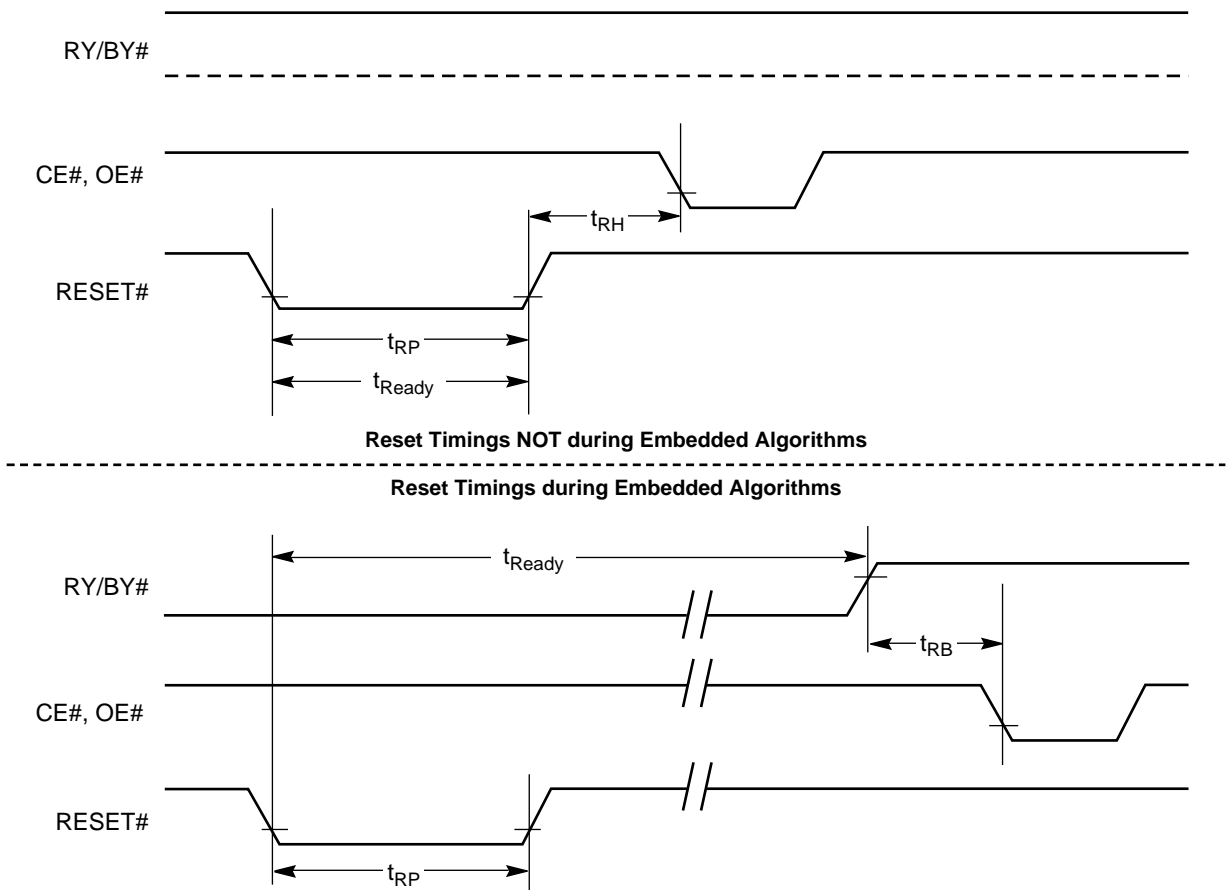 RY/BY#
CE#, OE#
tRH
RESET#
tRP
tReady
Reset Timings NOT during Embedded Algorithms
Reset Timings during Embedded Algorithms
tReady
RY/BY#
tRB
CE#, OE#
RESET#
tRP